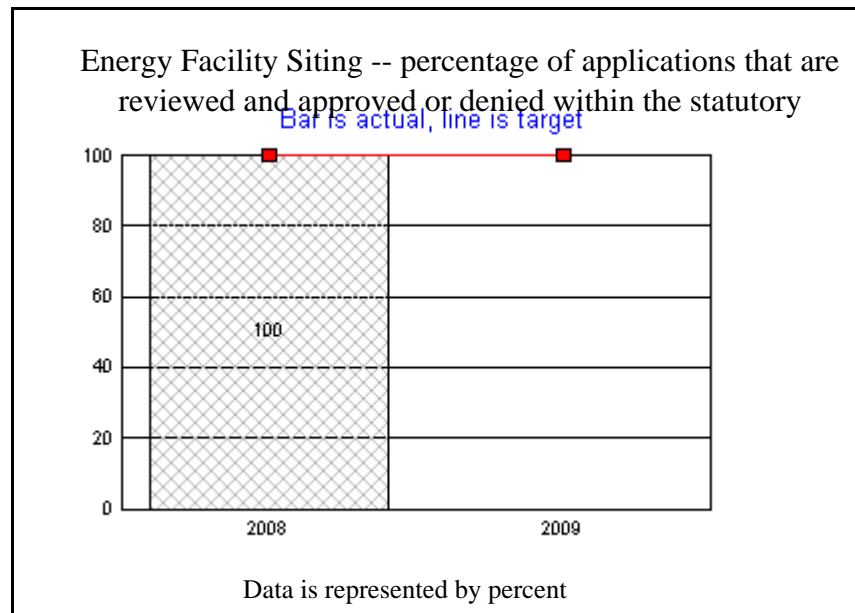 Energy Facility Siting -- percentage of applications that are
reviewed and approved or denied within the statutory
Bar is actual, line is target
100
80
60
100
40
20
0
2008 2009
Data is represented by percent